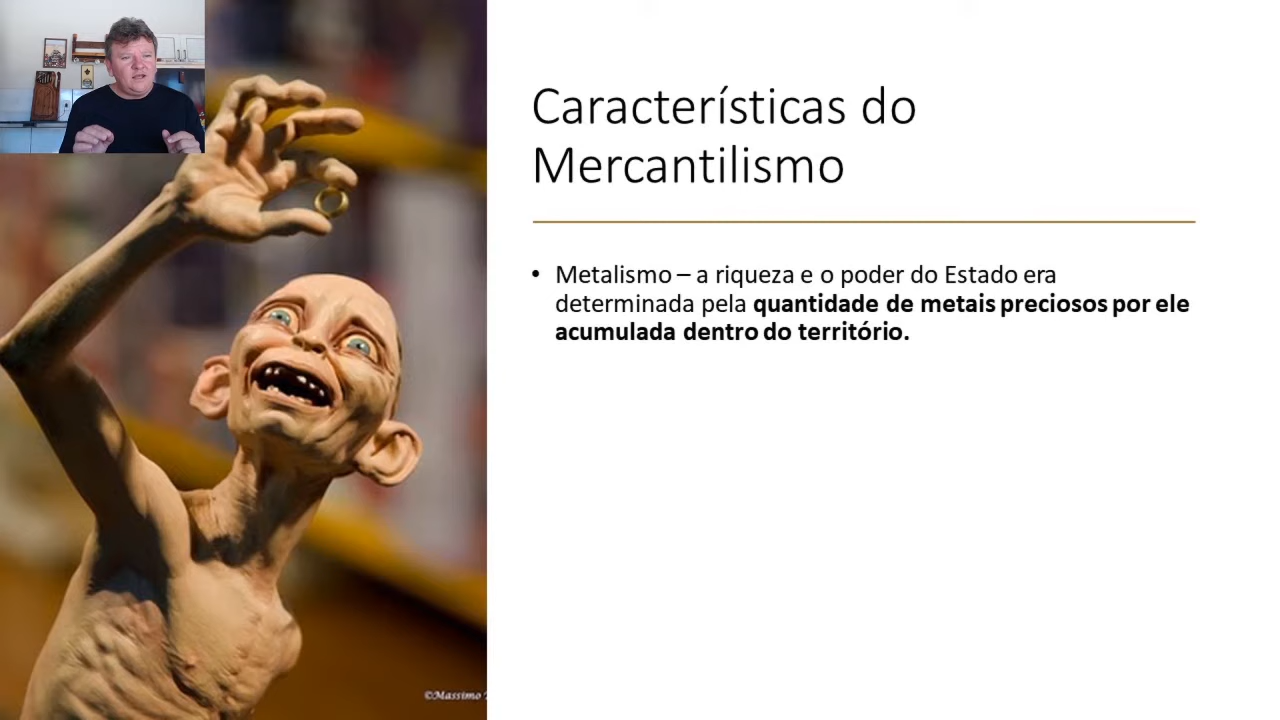 Características do
Mercantilismo
• Metalismo – a riqueza e o poder do Estado era
determinada pela quantidade de metais preciosos por ele
acumulada dentro do território.
©Massimo